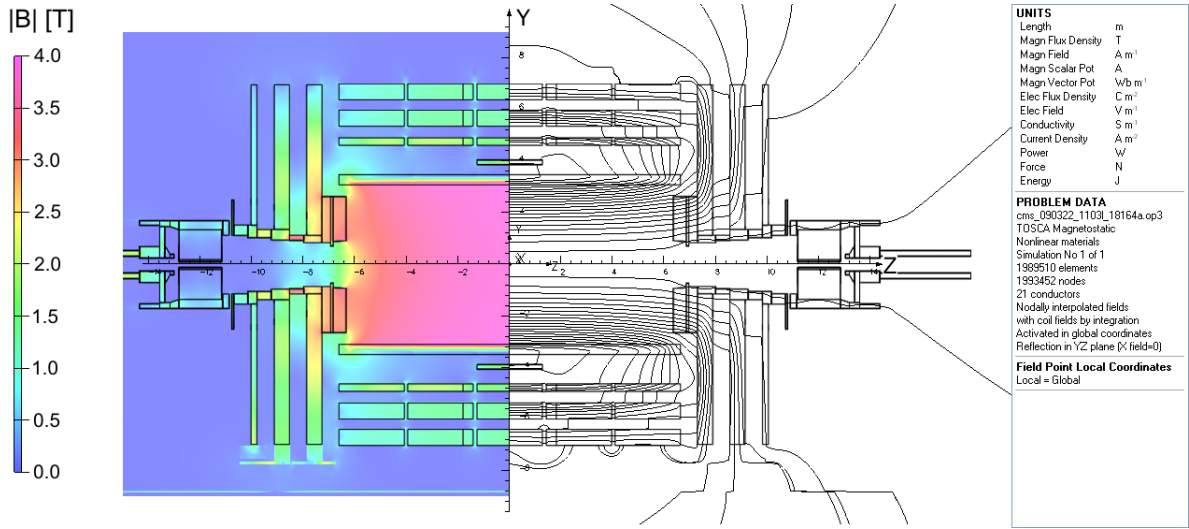 |B| [T]
4.0
3.5
3.0
2.5
2.0
1.5
1.0
0.5
0.0
Y
8
6
4
Y
X
Z
-14
-12
-10
-8
-6
-4
-2
2
4
6
8
10
12
14
Z
-8
UNITS
Length m
Magn Flux Density T
Magn Field A m⁻¹
Magn Scalar Pot A
Magn Vector Pot Wb m⁻¹
Elec Flux Density C m⁻²
Elec Field V m⁻¹
Conductivity S m⁻¹
Current Density A m⁻²
Power W
Force N
Energy J
PROBLEM DATA
cms_090322_1103l_18164a.op3
TOSCA Magnetostatic
Nonlinear materials
Simulation No 1 of 1
1989510 elements
1993452 nodes
21 conductors
Nodally interpolated fields
with coil fields by integration
Activated in global coordinates
Reflection in YZ plane (X field=0)
Field Point Local Coordinates
Local = Global